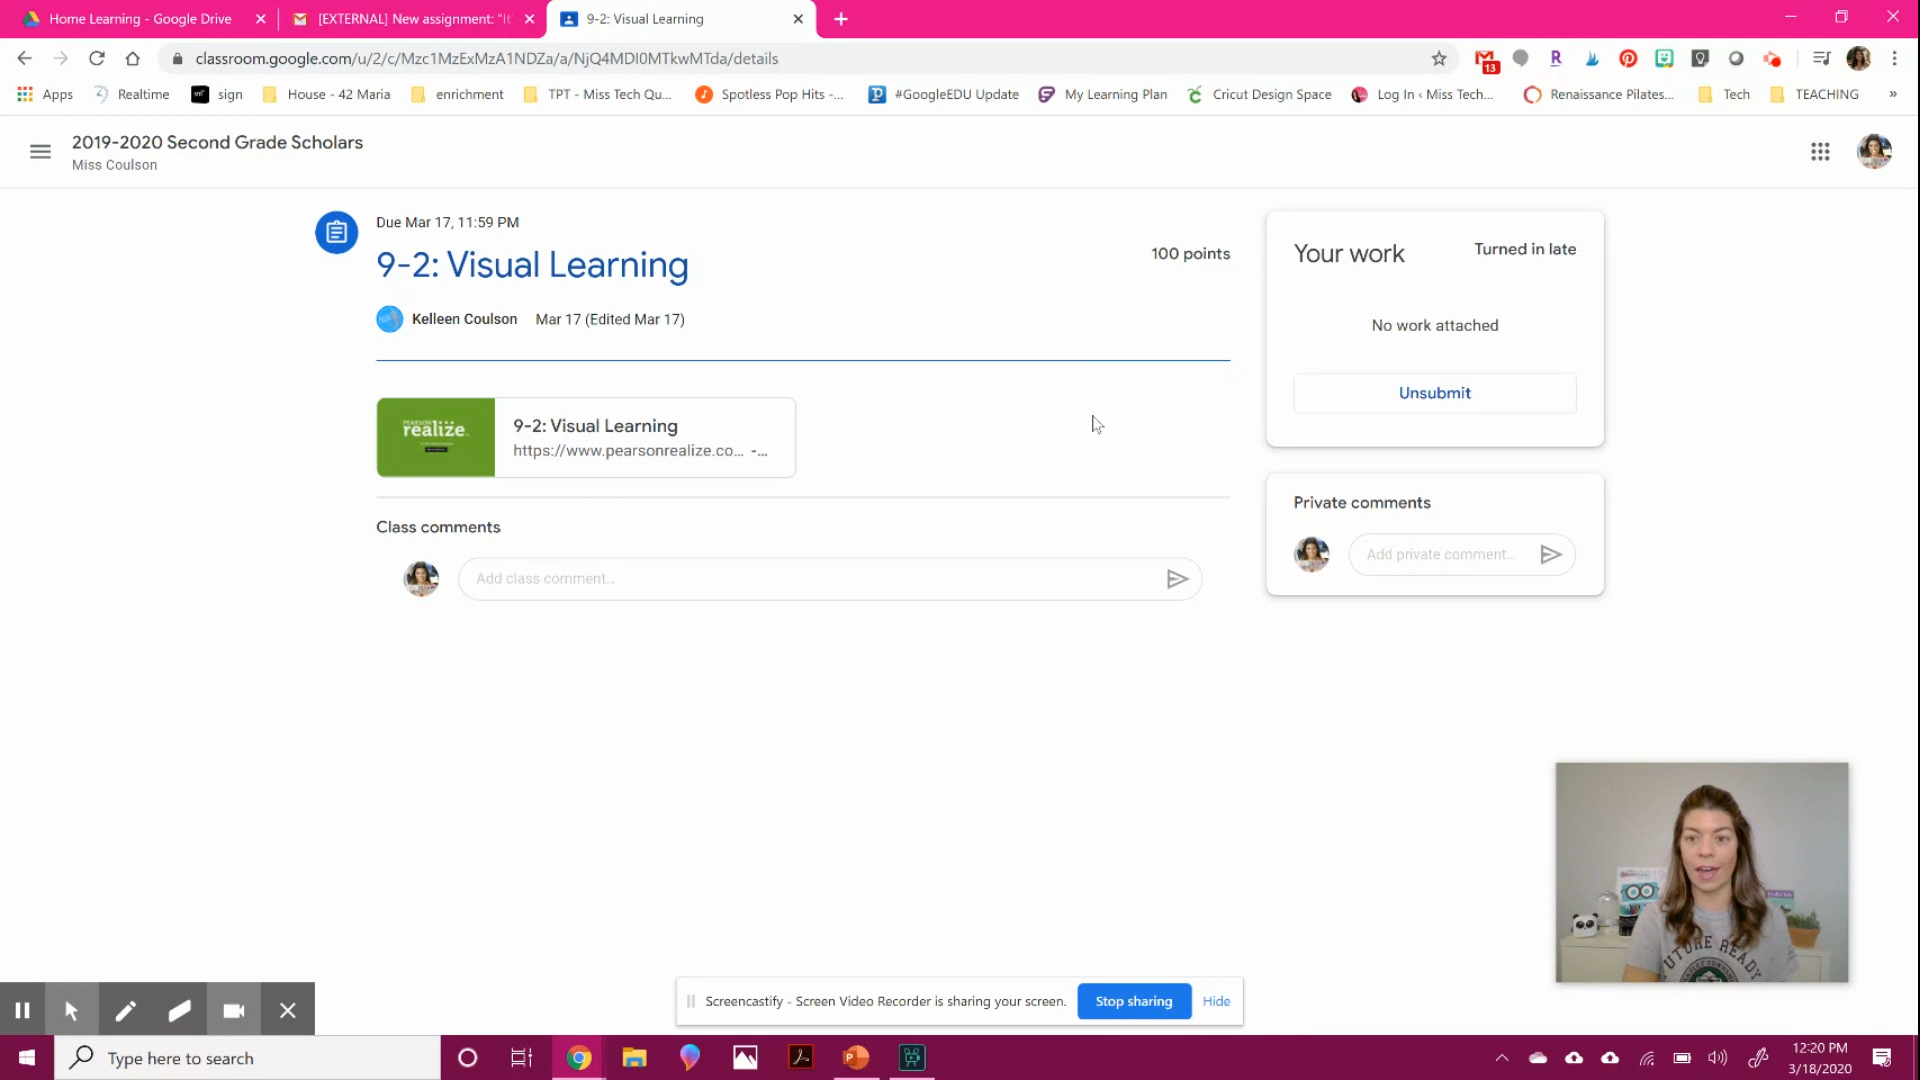 Home Learning - Google Drive
[EXTERNAL] New assignment: "It
9-2: Visual Learning
classroom.google.com/u/2/c/Mzc1MzExMzA1NDZa/a/NjQ4MDI0MTkwMTda/details
13
Apps
Realtime
sign
House - 42 Maria
enrichment
TPT - Miss Tech Qu...
Spotless Pop Hits -...
#GoogleEDU Update
My Learning Plan
Cricut Design Space
Log In ‹ Miss Tech...
Renaissance Pilates...
Tech
TEACHING
»
2019-2020 Second Grade Scholars
Miss Coulson
Due Mar 17, 11:59 PM
9-2: Visual Learning
100 points
Kelleen Coulson
Mar 17 (Edited Mar 17)
Your work
Turned in late
No work attached
Unsubmit
PEARSON
realize
9-2: Visual Learning
https://www.pearsonrealize.co... -...
Private comments
Add private comment...
Class comments
Add class comment...
UTURE READY
Screencastify - Screen Video Recorder is sharing your screen.
Stop sharing
Hide
Type here to search
12:20 PM
3/18/2020